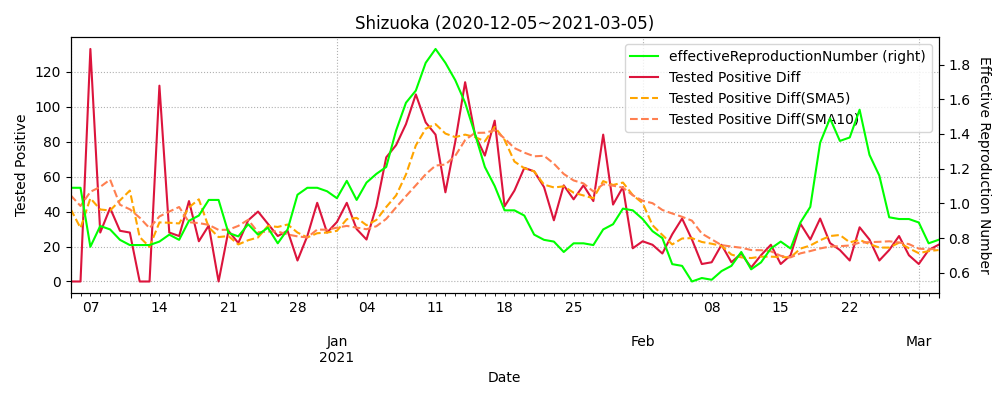 Shizuoka (2020-12-05~2021-03-05)
effectiveReproductionNumber (right)
Tested Positive Diff
Tested Positive Diff(SMA5)
Tested Positive Diff(SMA10)
Tested Positive
120
100
80
60
40
20
0
1.8
1.6
1.4
1.2
1.0
0.8
0.6
Effective Reproduction Number
07 14 21 28 04 11 18 25 08 15 22
Jan Feb Mar
2021
Date